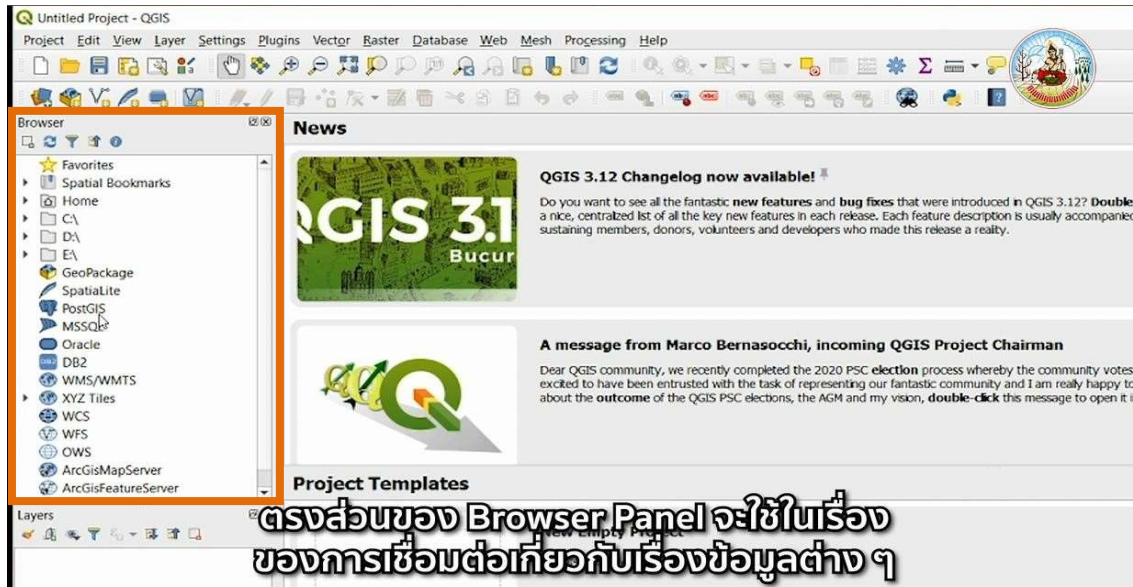 Untitled Project - QGIS
Project Edit View Layer Settings Plugins Vector Raster Database Web Mesh Processing Help
Browser
Favorites
Spatial Bookmarks
Home
C:\
D:\
E:\
GeoPackage
SpatiaLite
PostGIS
MSSQL
Oracle
DB2
WMS/WMTS
XYZ Tiles
WCS
WFS
OWS
ArcGisMapServer
ArcGisFeatureServer
Layers
News
QGIS 3.1
Bucur
QGIS 3.12 Changelog now available!
Do you want to see all the fantastic new features and bug fixes that were introduced in QGIS 3.12? Double
a nice, centralized list of all the key new features in each release. Each feature description is usually accompanied
sustaining members, donors, volunteers and developers who made this release a reality.
A message from Marco Bernasocchi, incoming QGIS Project Chairman
Dear QGIS community, we recently completed the 2020 PSC election process whereby the community votes
excited to have been entrusted with the task of representing our fantastic community and I am really happy to
about the outcome of the QGIS PSC elections, the AGM and my vision, double-click this message to open it i
Project Templates
New Empty Project
ตรงส่วนของ Browser Panel จะใช้ในเรื่อง
ของการเชื่อมต่อเกี่ยวกับเรื่องข้อมูลต่าง ๆ